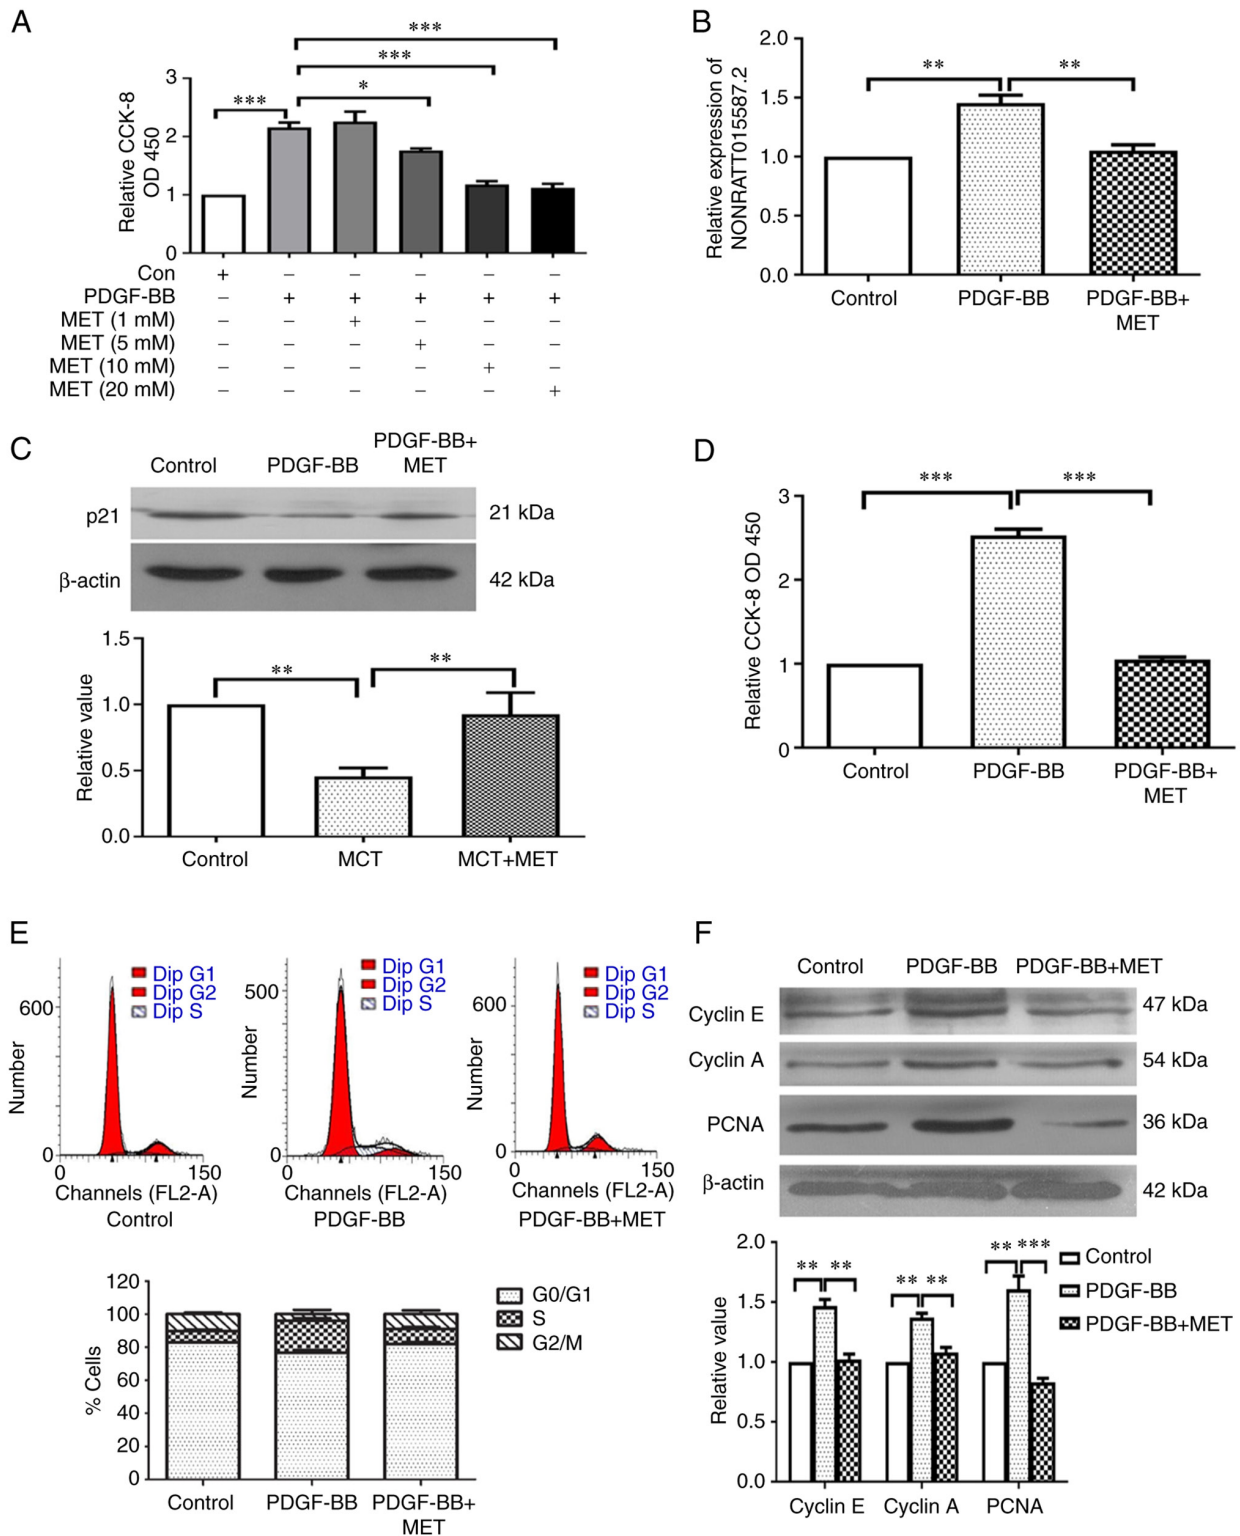 A
***
***
*
***
3
2
1
0
Relative CCK-8
OD 450
Con + – – – – –
PDGF-BB – + + + + +
MET (1 mM) – – + – – –
MET (5 mM) – – – + – –
MET (10 mM) – – – – + –
MET (20 mM) – – – – – +
B
2.0
1.5
1.0
0.5
0.0
Relative expression of
NONRATT015587.2
** **
Control PDGF-BB PDGF-BB+
MET
C
Control PDGF-BB PDGF-BB+
MET
p21 21 kDa
β-actin 42 kDa
1.5
1.0
0.5
0.0
Relative value
** **
Control MCT MCT+MET
D
*** ***
3
2
1
0
Relative CCK-8 OD 450
Control PDGF-BB PDGF-BB+
MET
E
Dip G1
Dip G2
Dip S
600
0
Number
0 150
Channels (FL2-A)
Control
Dip G1
Dip G2
Dip S
500
0
Number
0 150
Channels (FL2-A)
PDGF-BB
Dip G1
Dip G2
Dip S
600
0
Number
0 150
Channels (FL2-A)
PDGF-BB+MET
120
100
80
60
40
20
0
% Cells
G0/G1
S
G2/M
Control PDGF-BB PDGF-BB+
MET
F
Control PDGF-BB PDGF-BB+MET
Cyclin E 47 kDa
Cyclin A 54 kDa
PCNA 36 kDa
β-actin 42 kDa
2.0
1.5
1.0
0.5
0.0
Relative value
** ** ** ** ** ***
Control
PDGF-BB
PDGF-BB+MET
Cyclin E Cyclin A PCNA